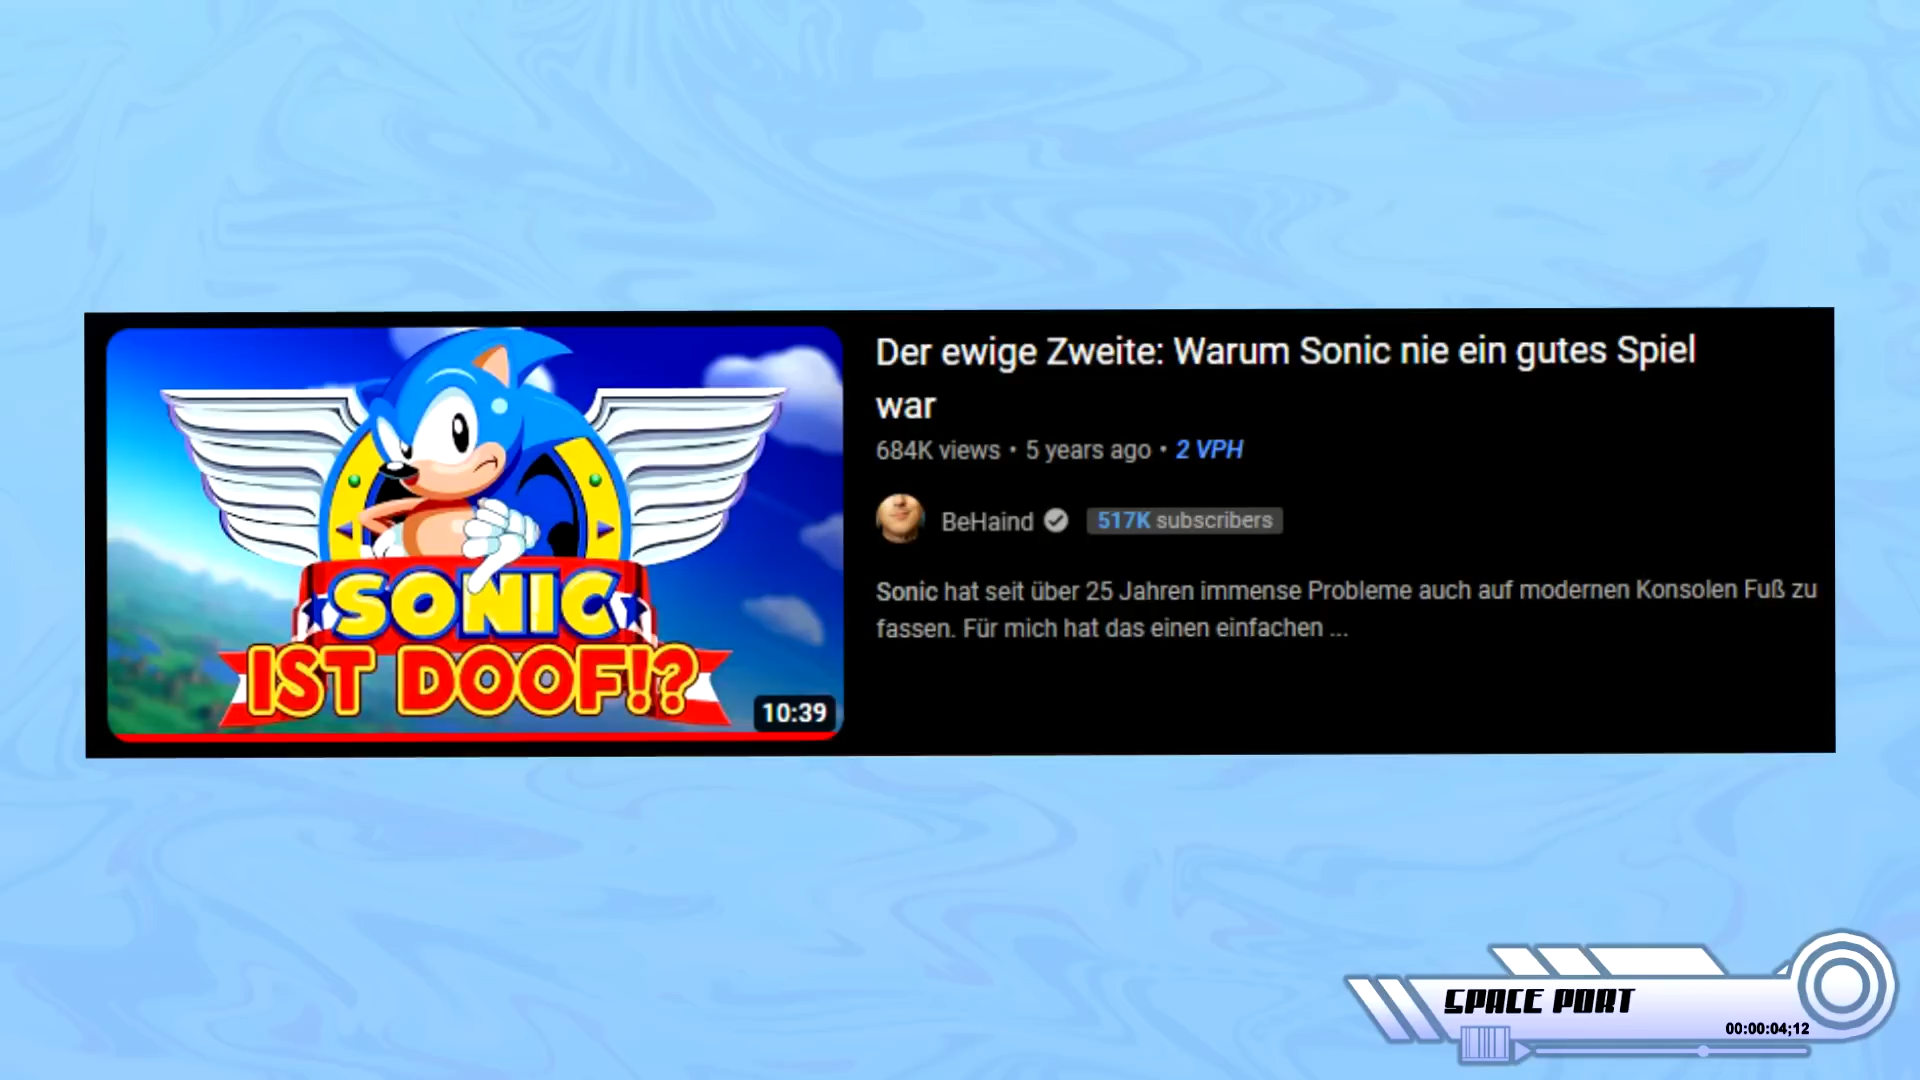 SONIC
IST DOOF!?
10:39
Der ewige Zweite: Warum Sonic nie ein gutes Spiel
war
684K views • 5 years ago • 2 VPH
BeHaind
517K subscribers
Sonic hat seit über 25 Jahren immense Probleme auch auf modernen Konsolen Fuß zu
fassen. Für mich hat das einen einfachen ...
SPACE PORT
00:00:04;12